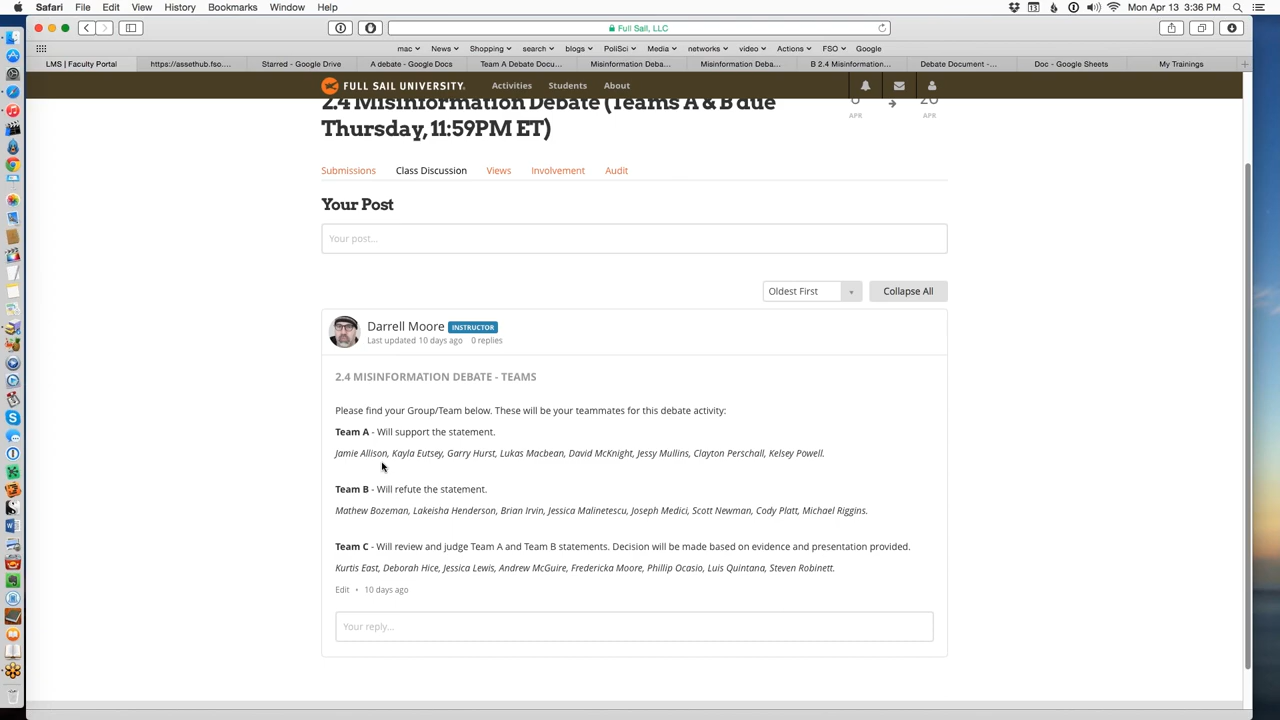 Safari File Edit View History Bookmarks Window Help Mon Apr 13 3:36 PM
Full Sail, LLC
mac News Shopping search blogs PoliSci Media networks video Actions FSO Google
LMS | Faculty Portal https://assethub.fso.... Starred - Google Drive A debate - Google Docs Team A Debate Docu... Misinformation Deba... Misinformation Deba... B 2.4 Misinformation... Debate Document -... Doc - Google Sheets My Trainings
FULL SAIL UNIVERSITY. Activities Students About
2.4 Misinformation Debate (Teams A & B due
Thursday, 11:59PM ET)
APR APR
Submissions Class Discussion Views Involvement Audit
Your Post
Your post...
Oldest First Collapse All
Darrell Moore INSTRUCTOR
Last updated 10 days ago 0 replies
2.4 MISINFORMATION DEBATE - TEAMS
Please find your Group/Team below. These will be your teammates for this debate activity:
Team A - Will support the statement.
Jamie Allison, Kayla Eutsey, Garry Hurst, Lukas Macbean, David McKnight, Jessy Mullins, Clayton Perschall, Kelsey Powell.
Team B - Will refute the statement.
Mathew Bozeman, Lakeisha Henderson, Brian Irvin, Jessica Malinetescu, Joseph Medici, Scott Newman, Cody Platt, Michael Riggins.
Team C - Will review and judge Team A and Team B statements. Decision will be made based on evidence and presentation provided.
Kurtis East, Deborah Hice, Jessica Lewis, Andrew McGuire, Fredericka Moore, Phillip Ocasio, Luis Quintana, Steven Robinett.
Edit • 10 days ago
Your reply...